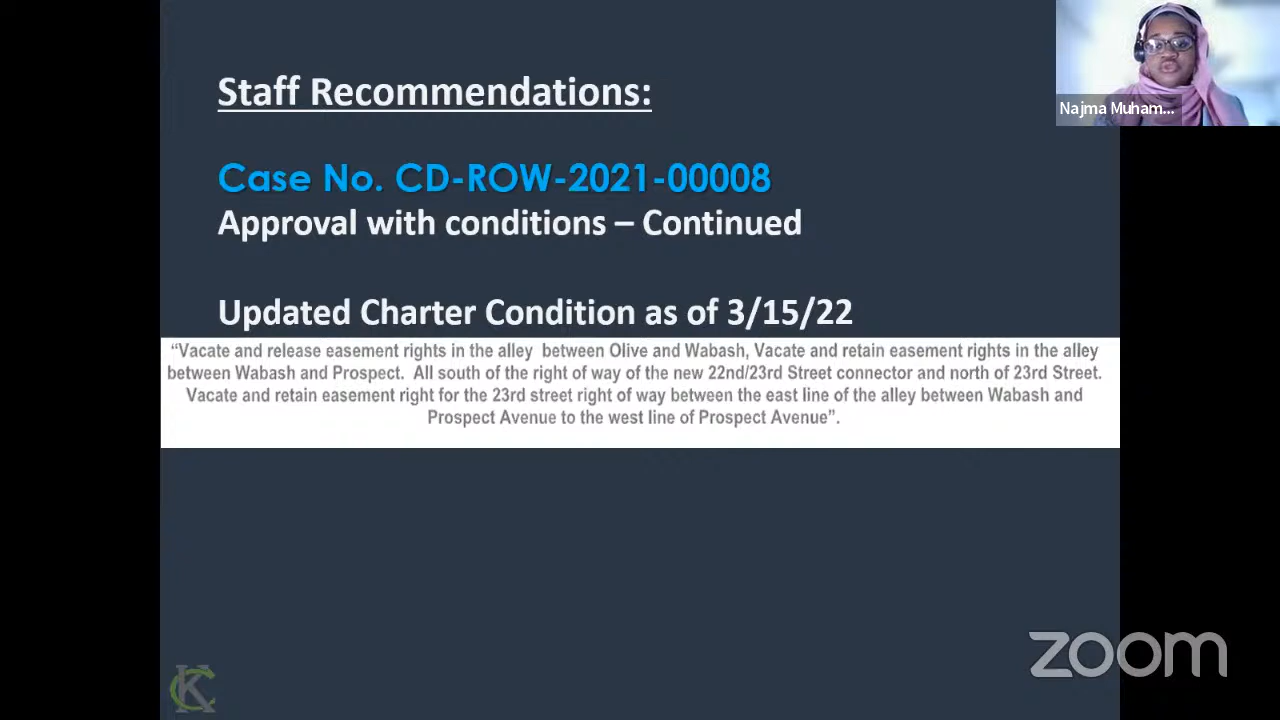 Najma Muham...
Staff Recommendations:
Case No. CD-ROW-2021-00008
Approval with conditions – Continued
Updated Charter Condition as of 3/15/22
“Vacate and release easement rights in the alley between Olive and Wabash, Vacate and retain easement rights in the alley
between Wabash and Prospect. All south of the right of way of the new 22nd/23rd Street connector and north of 23rd Street.
Vacate and retain easement right for the 23rd street right of way between the east line of the alley between Wabash and
Prospect Avenue to the west line of Prospect Avenue”.
KC
zoom